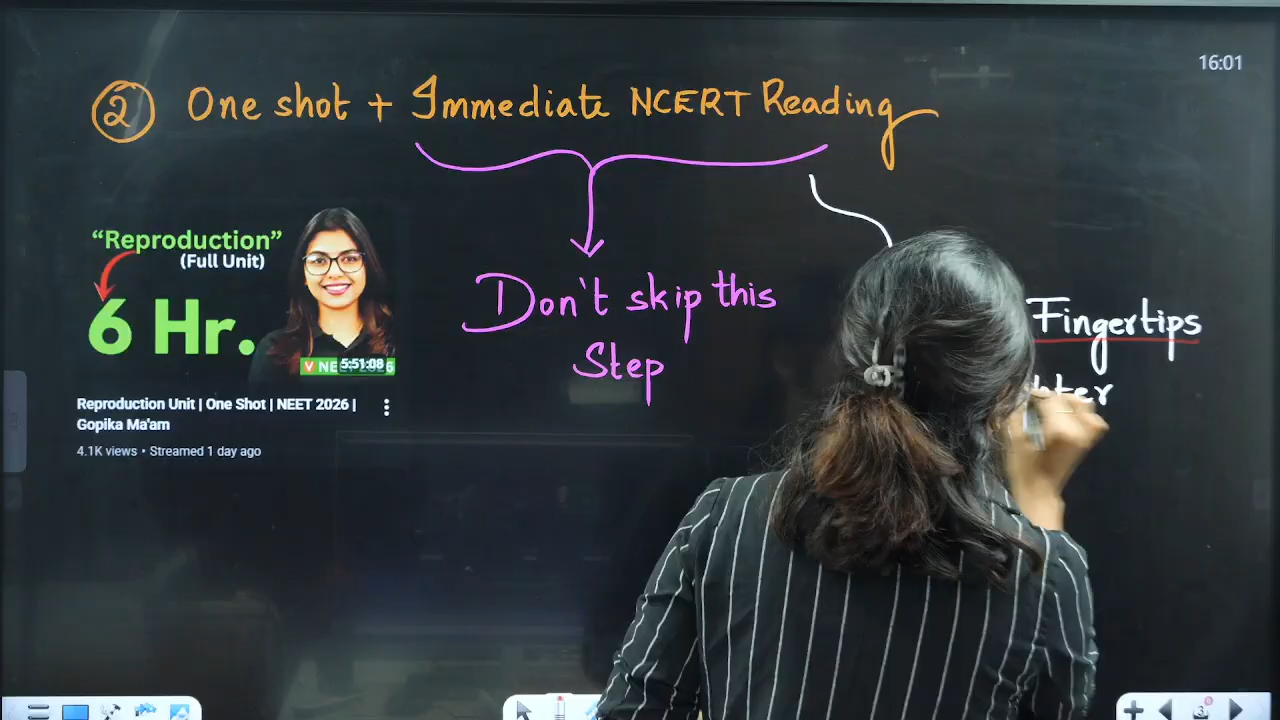 16:01
② One shot + Immediate NCERT Reading
"Reproduction"
(Full Unit)
6 Hr.
5:51:08
Don't skip this
Step
Fingertips
Reproduction Unit | One Shot | NEET 2026 |
Gopika Ma'am
4.1K views • Streamed 1 day ago
3